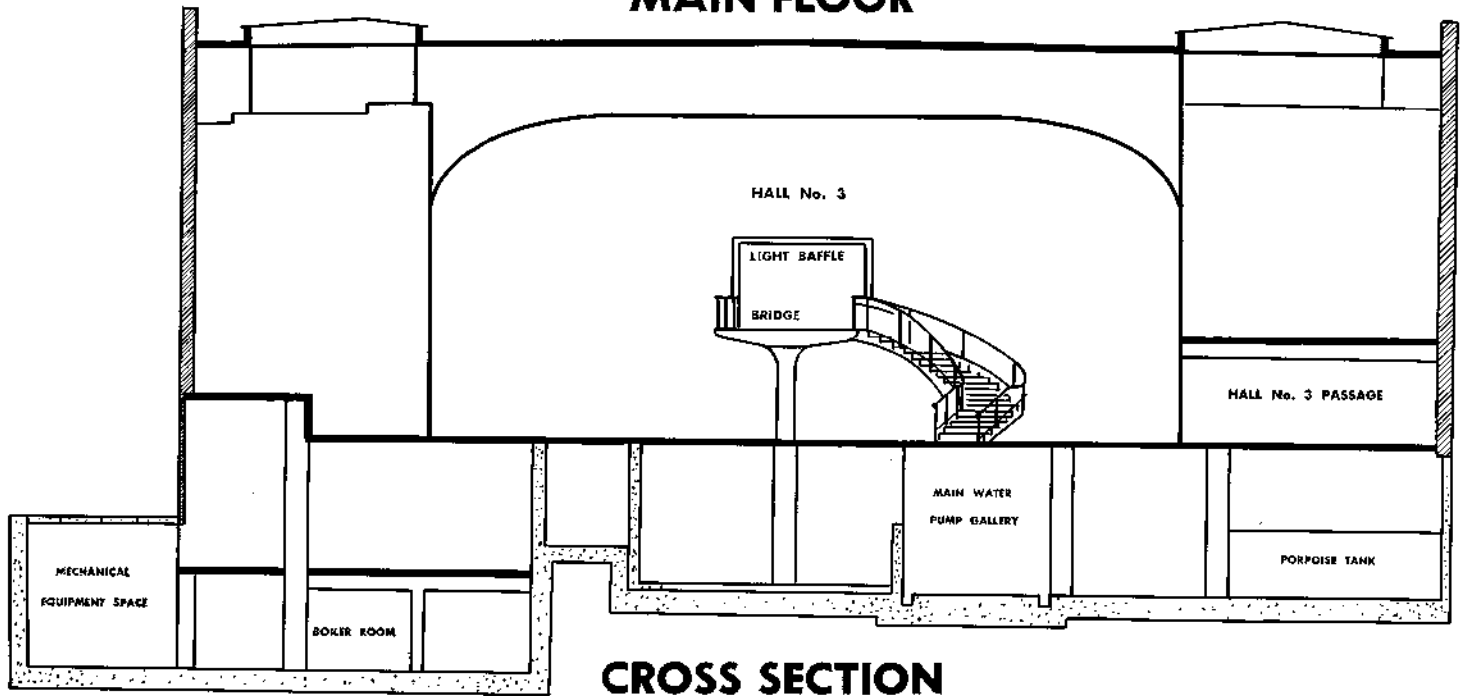 MAIN FLOOR
HALL No. 3
LIGHT BAFFLE
BRIDGE
HALL No. 3 PASSAGE
MAIN WATER
PUMP GALLERY
PORPOISE TANK
MECHANICAL
EQUIPMENT SPACE
BOILER ROOM
CROSS SECTION